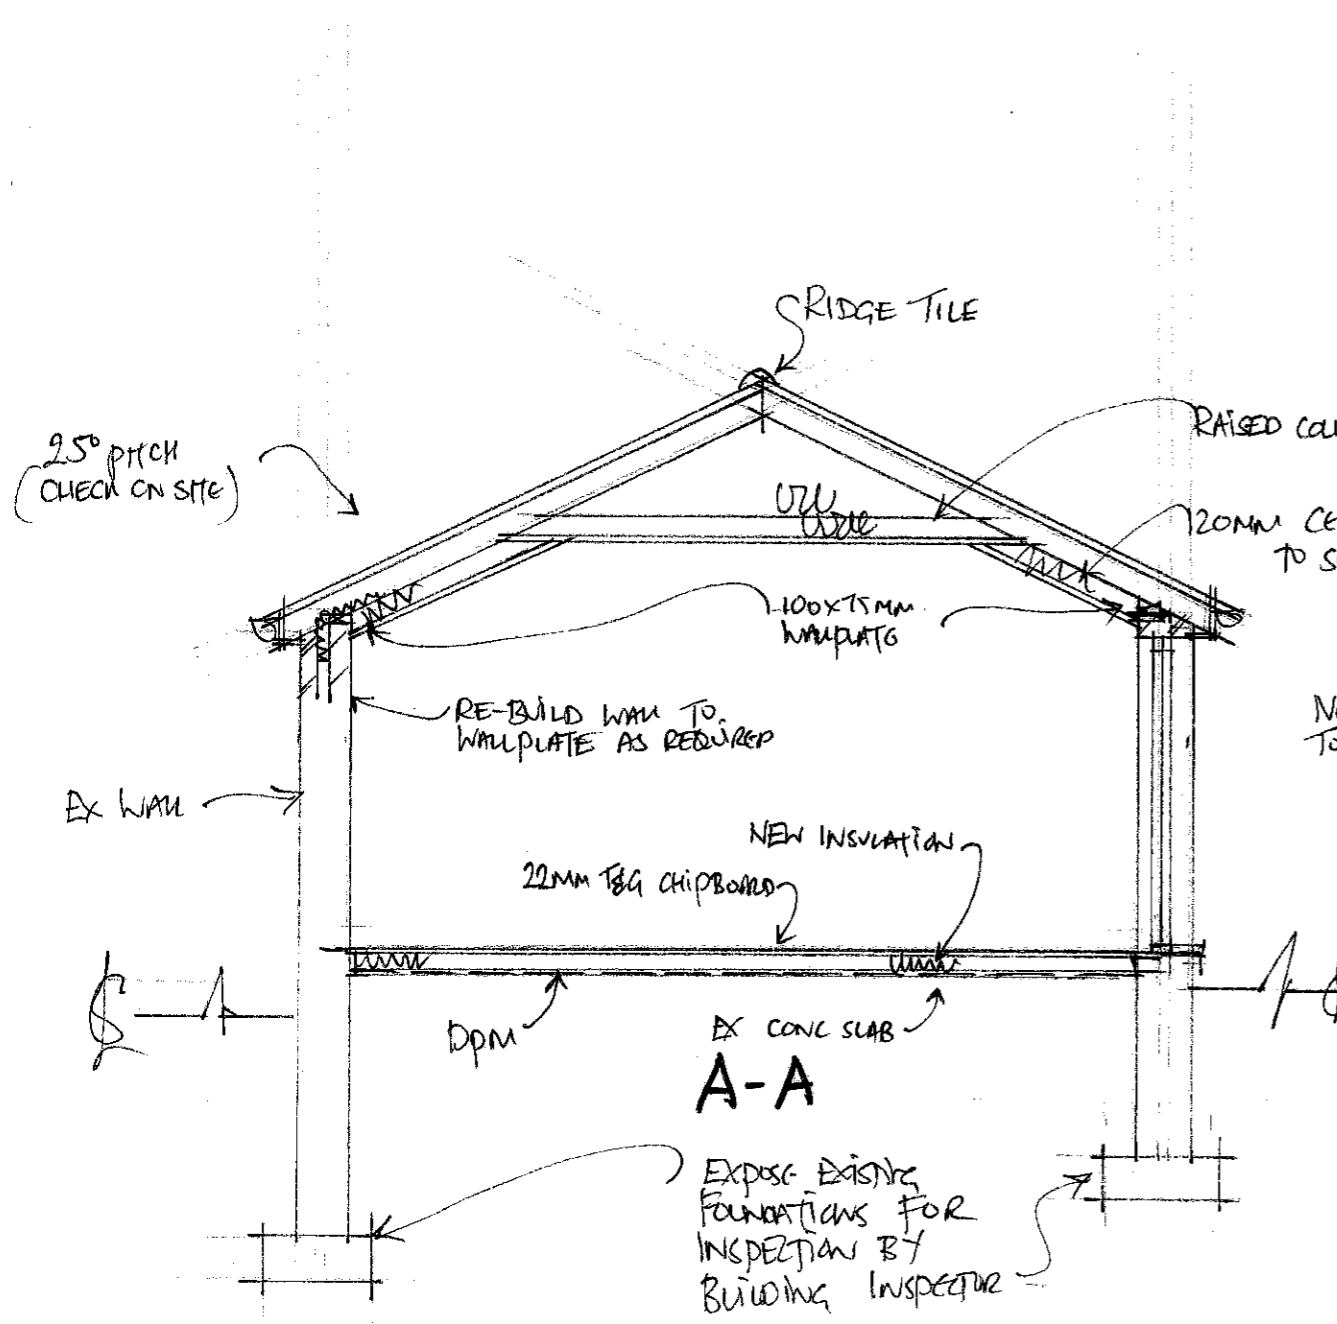 RIDGE TILE
25° PITCH
(CHECK ON SITE)
RAISED COLL
120MM CE
TO S
100X75MM
WALLPLATE
RE-BUILD WALL TO
WALLPLATE AS REQUIRED
EX WALL
NEW INSULATION
22MM T&G CHIPBOARD
DPM
EX CONC SLAB
A-A
EXPOSE EXISTING
FOUNDATIONS FOR
INSPECTION BY
BUILDING INSPECTOR